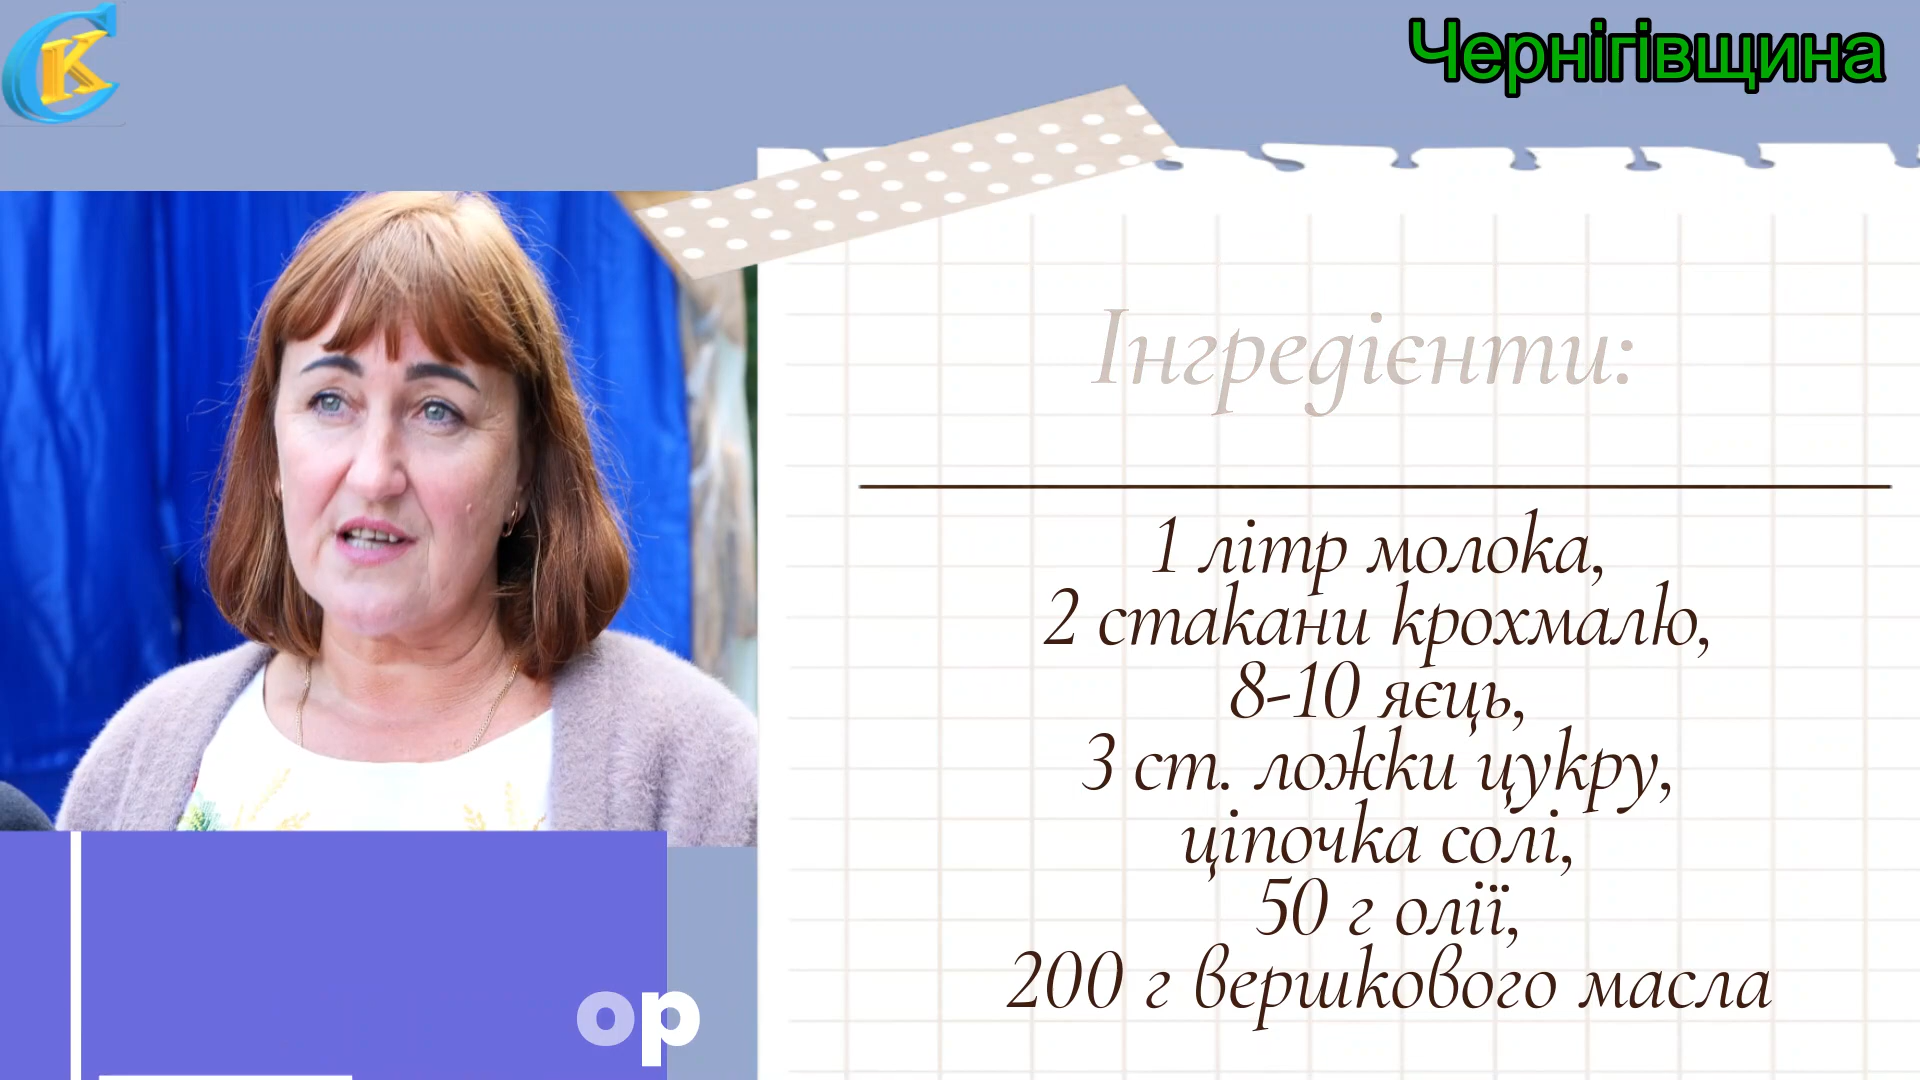 СК
Чернігівщина
Інгредієнти:
1 літр молока,
2 стакани крохмалю,
8-10 яєць,
3 ст. ложки цукру,
ціпочка солі,
50 г олії,
200 г вершкового масла
ор